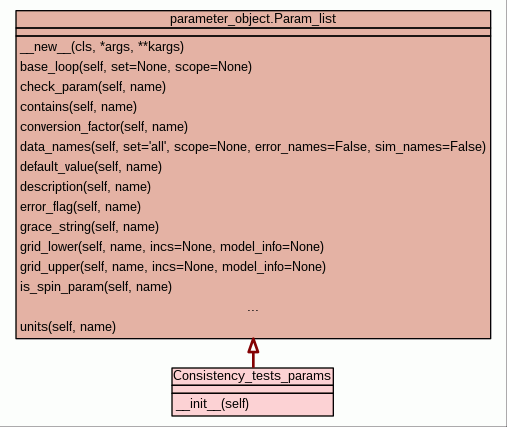 parameter_object.Param_list
__new__(cls, *args, **kargs)
base_loop(self, set=None, scope=None)
check_param(self, name)
contains(self, name)
conversion_factor(self, name)
data_names(self, set='all', scope=None, error_names=False, sim_names=False)
default_value(self, name)
description(self, name)
error_flag(self, name)
grace_string(self, name)
grid_lower(self, name, incs=None, model_info=None)
grid_upper(self, name, incs=None, model_info=None)
is_spin_param(self, name)
...
units(self, name)
Consistency_tests_params
__init__(self)